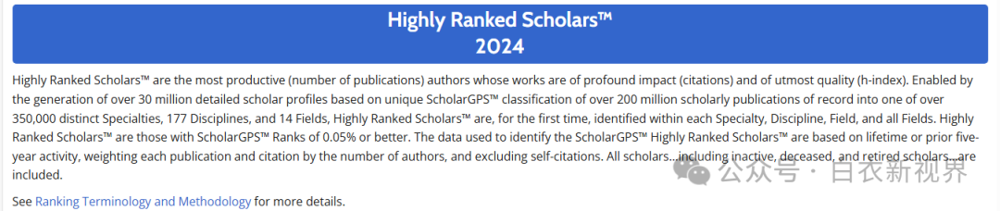 Highly Ranked Scholars™
2024
Highly Ranked Scholars™ are the most productive (number of publications) authors whose works are of profound impact (citations) and of utmost quality (h-index). Enabled by
the generation of over 30 million detailed scholar profiles based on unique ScholarGPS™ classification of over 200 million scholarly publications of record into one of over
350,000 distinct Specialties, 177 Disciplines, and 14 Fields, Highly Ranked Scholars™ are, for the first time, identified within each Specialty, Discipline, Field, and all Fields. Highly
Ranked Scholars™ are those with ScholarGPS™ Ranks of 0.05% or better. The data used to identify the ScholarGPS™ Highly Ranked Scholars™ are based on lifetime or prior five-
year activity, weighting each publication and citation by the number of authors, and excluding self-citations. All scholars...including inactive, deceased, and retired scholars...are
included.
公众号 · 白衣新视界
See Ranking Terminology and Methodology for more details.